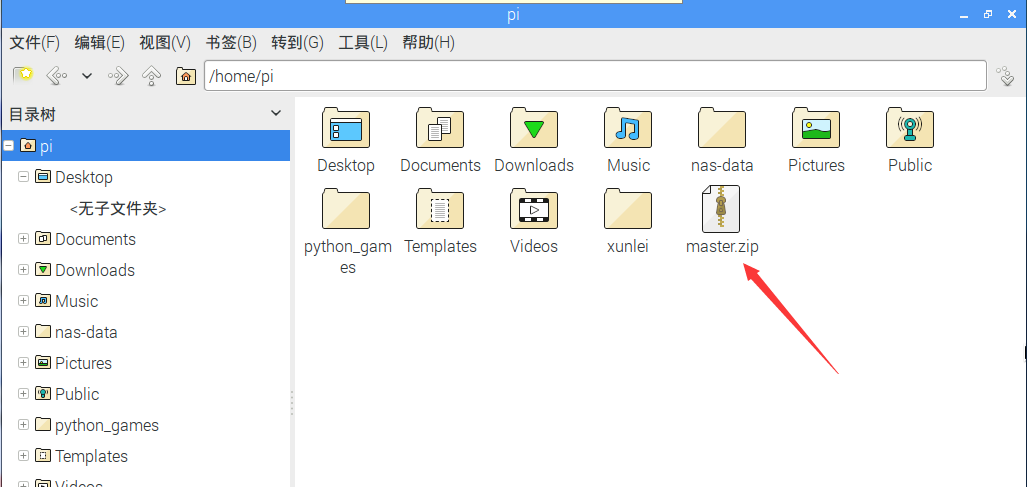 pi
文件(F) 编辑(E) 视图(V) 书签(B) 转到(G) 工具(L) 帮助(H)
/home/pi
目录树
pi
Desktop
<无子文件夹>
Documents
Downloads
Music
nas-data
Pictures
Public
python_games
Templates
Videos
Desktop Documents Downloads Music nas-data Pictures Public
python_gam
es
Templates Videos xunlei master.zip